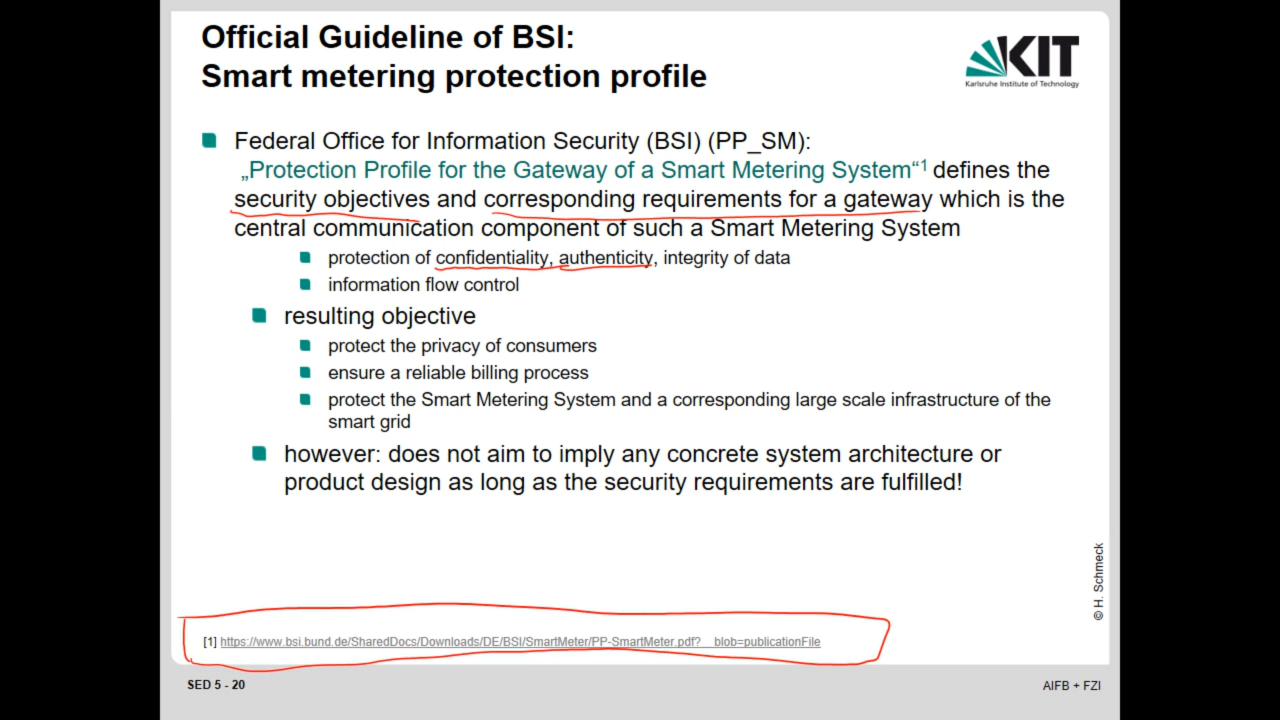 Official Guideline of BSI:
Smart metering protection profile
KIT
Karlsruhe Institute of Technology
Federal Office for Information Security (BSI) (PP_SM):
„Protection Profile for the Gateway of a Smart Metering System“1 defines the
security objectives and corresponding requirements for a gateway which is the
central communication component of such a Smart Metering System
protection of confidentiality, authenticity, integrity of data
information flow control
resulting objective
protect the privacy of consumers
ensure a reliable billing process
protect the Smart Metering System and a corresponding large scale infrastructure of the
smart grid
however: does not aim to imply any concrete system architecture or
product design as long as the security requirements are fulfilled!
© H. Schmeck
[1] https://www.bsi.bund.de/SharedDocs/Downloads/DE/BSI/SmartMeter/PP-SmartMeter.pdf?__blob=publicationFile
SED 5 - 20
AIFB + FZI